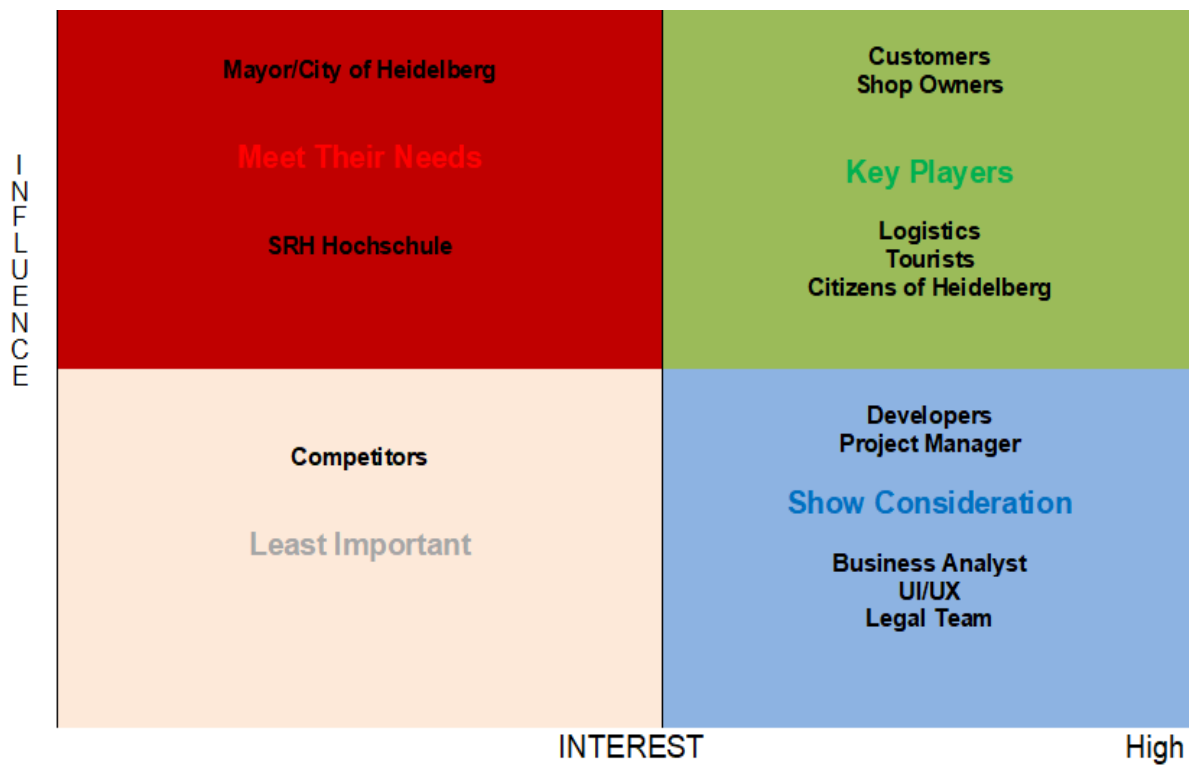 INFLUENCE
Mayor/City of Heidelberg
Meet Their Needs
SRH Hochschule
Customers
Shop Owners
Key Players
Logistics
Tourists
Citizens of Heidelberg
Competitors
Least Important
Developers
Project Manager
Show Consideration
Business Analyst
UI/UX
Legal Team
INTEREST
High